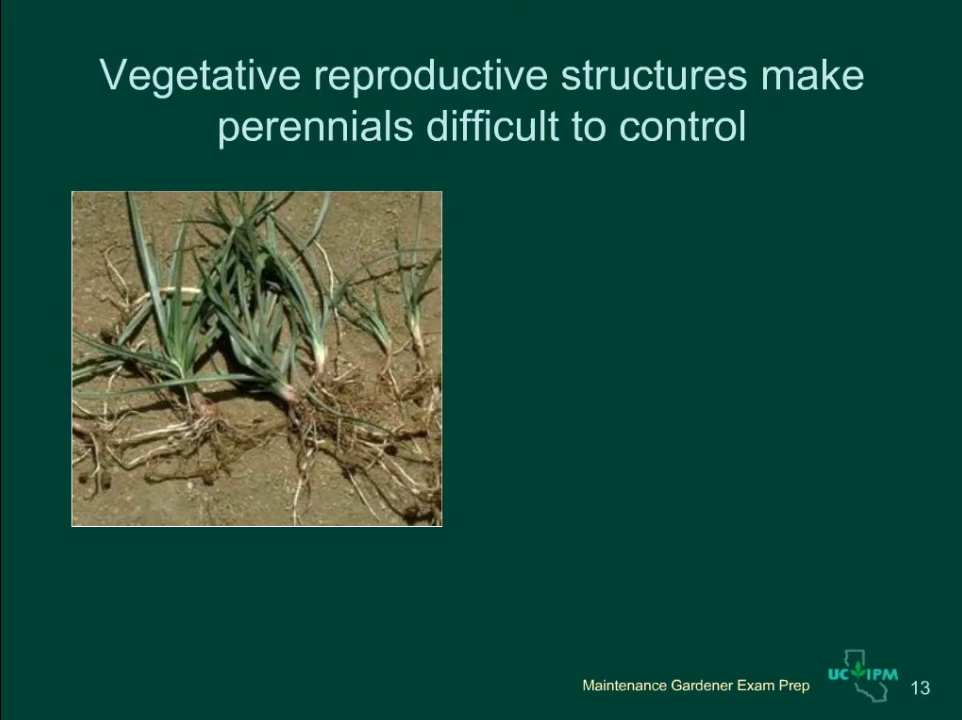 Vegetative reproductive structures make
perennials difficult to control
Maintenance Gardener Exam Prep
UC IPM
13